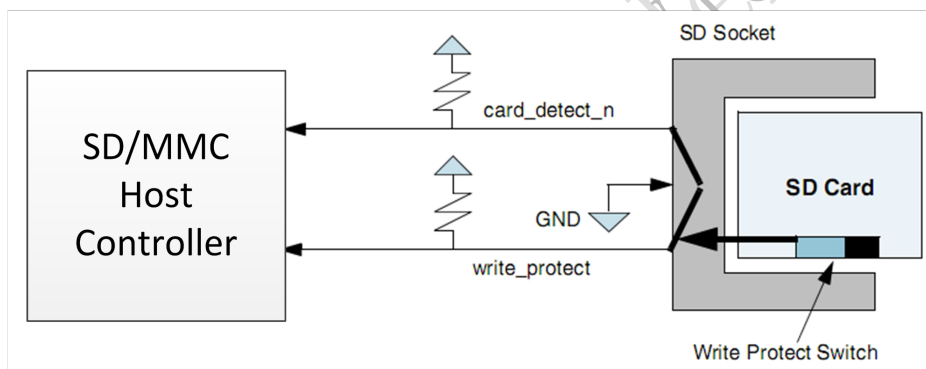 SD Socket
card_detect_n
SD/MMC
Host
Controller
SD Card
GND
write_protect
Write Protect Switch